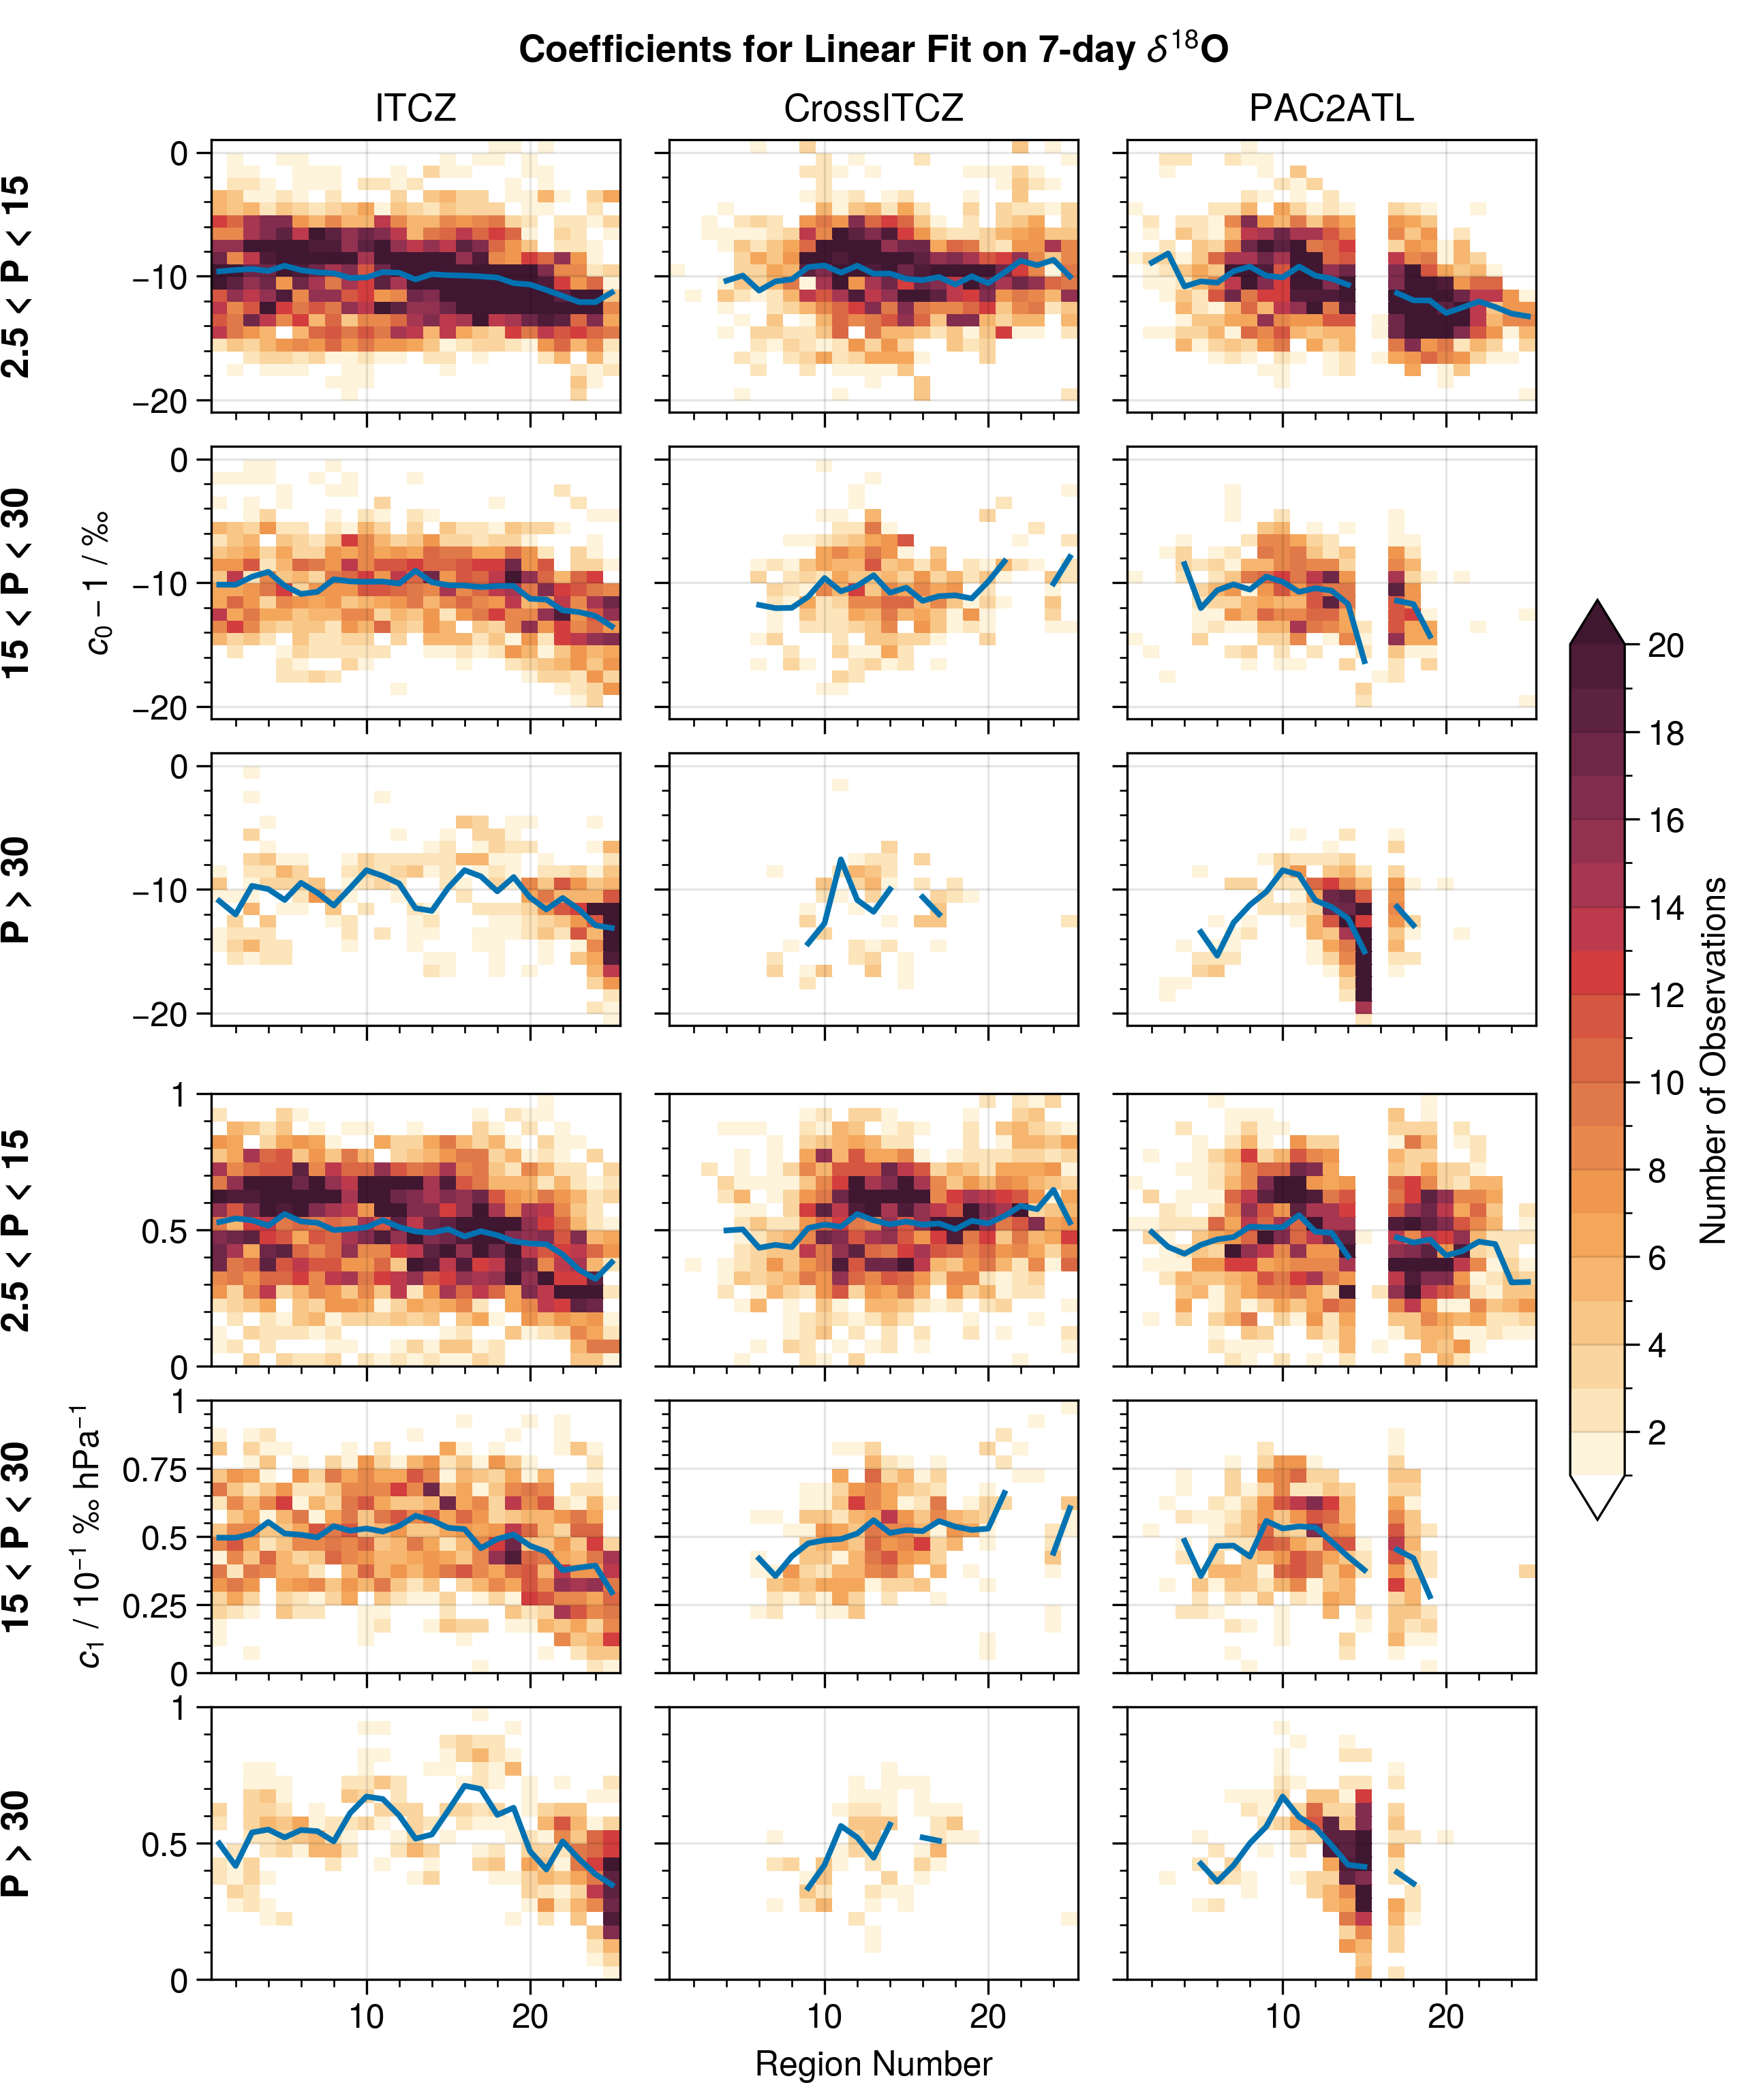 Coefficients for Linear Fit on 7-day δ¹⁸O
ITCZ CrossITCZ PAC2ATL
2.5 < P < 15
0
−10
−20
15 < P < 30
c₀ − 1 / ‰
0
−10
−20
P > 30
0
−10
−20
2.5 < P < 15
1
0.5
0
15 < P < 30
c₁ / 10⁻¹ ‰ hPa⁻¹
1
0.75
0.5
0.25
0
P > 30
1
0.5
0
10 20 10 20 10 20
Region Number
20
18
16
14
12
10
8
6
4
2
Number of Observations